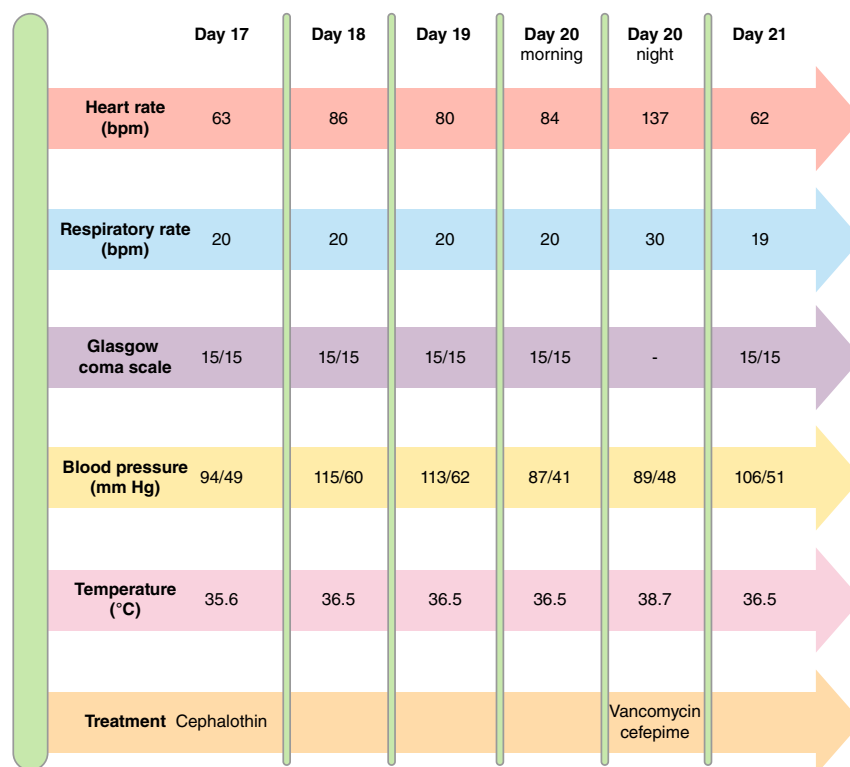 Day 17 Day 18 Day 19 Day 20 Day 20 Day 21
morning night
Heart rate
(bpm) 63 86 80 84 137 62
Respiratory rate
(bpm) 20 20 20 20 30 19
Glasgow
coma scale 15/15 15/15 15/15 15/15 - 15/15
Blood pressure
(mm Hg) 94/49 115/60 113/62 87/41 89/48 106/51
Temperature
(°C) 35.6 36.5 36.5 36.5 38.7 36.5
Treatment Cephalothin Vancomycin
cefepime